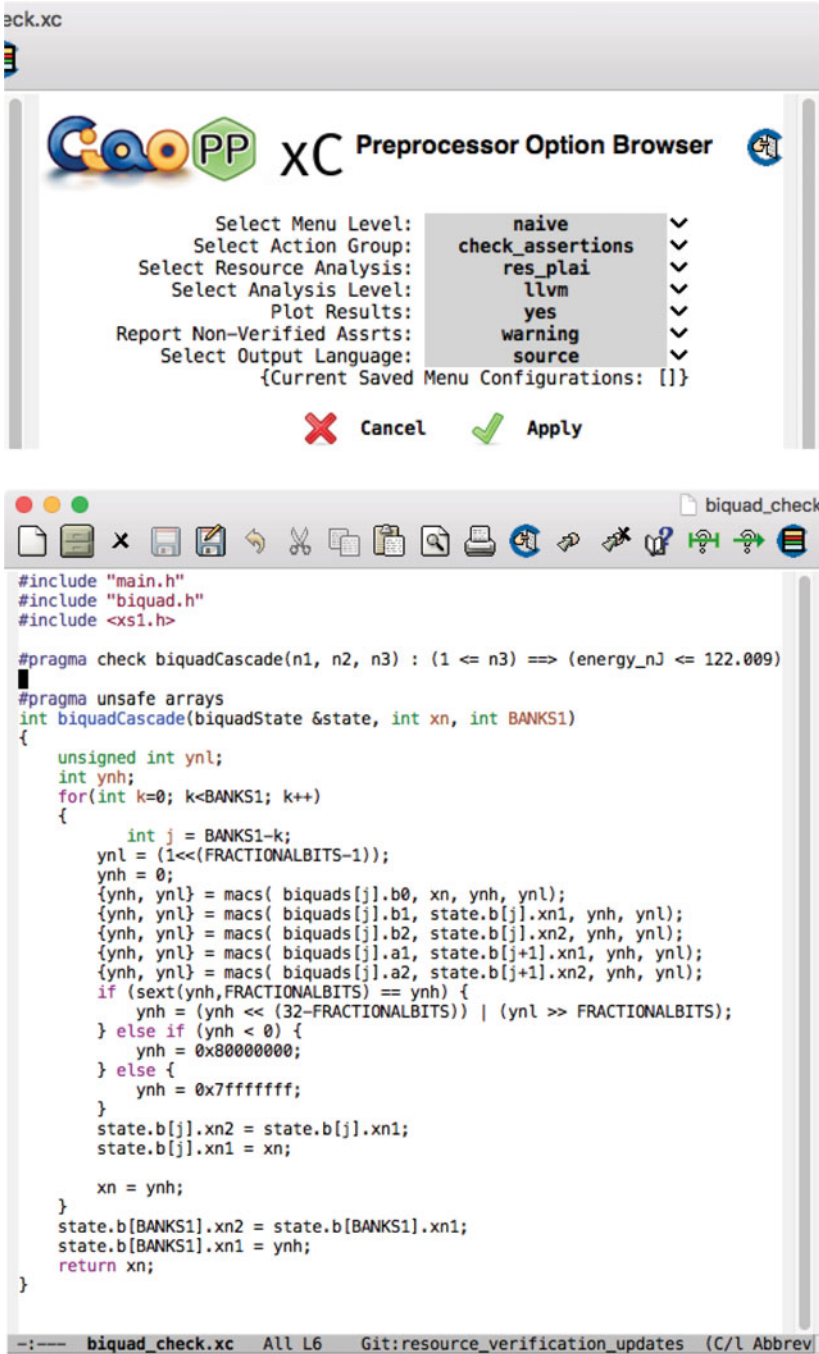 eck.xc
Ciao PP xC Preprocessor Option Browser
Select Menu Level: naive
Select Action Group: check_assertions
Select Resource Analysis: res_plai
Select Analysis Level: llvm
Plot Results: yes
Report Non-Verified Assrts: warning
Select Output Language: source
{Current Saved Menu Configurations: []}
Cancel Apply
biquad_check
#include "main.h"
#include "biquad.h"
#include <xs1.h>
#pragma check biquadCascade(n1, n2, n3) : (1 <= n3) ==> (energy_nJ <= 122.009)
#pragma unsafe arrays
int biquadCascade(biquadState &state, int xn, int BANKS1)
{
    unsigned int ynl;
    int ynh;
    for(int k=0; k<BANKS1; k++)
    {
           int j = BANKS1-k;
        ynl = (1<<(FRACTIONALBITS-1));
        ynh = 0;
        {ynh, ynl} = macs( biquads[j].b0, xn, ynh, ynl);
        {ynh, ynl} = macs( biquads[j].b1, state.b[j].xn1, ynh, ynl);
        {ynh, ynl} = macs( biquads[j].b2, state.b[j].xn2, ynh, ynl);
        {ynh, ynl} = macs( biquads[j].a1, state.b[j+1].xn1, ynh, ynl);
        {ynh, ynl} = macs( biquads[j].a2, state.b[j+1].xn2, ynh, ynl);
        if (sext(ynh,FRACTIONALBITS) == ynh) {
            ynh = (ynh << (32-FRACTIONALBITS)) | (ynl >> FRACTIONALBITS);
        } else if (ynh < 0) {
            ynh = 0x80000000;
        } else {
            ynh = 0x7fffffff;
        }
        state.b[j].xn2 = state.b[j].xn1;
        state.b[j].xn1 = xn;
        xn = ynh;
    }
    state.b[BANKS1].xn2 = state.b[BANKS1].xn1;
    state.b[BANKS1].xn1 = ynh;
    return xn;
}
-:--- biquad_check.xc All L6 Git:resource_verification_updates (C/l Abbrev